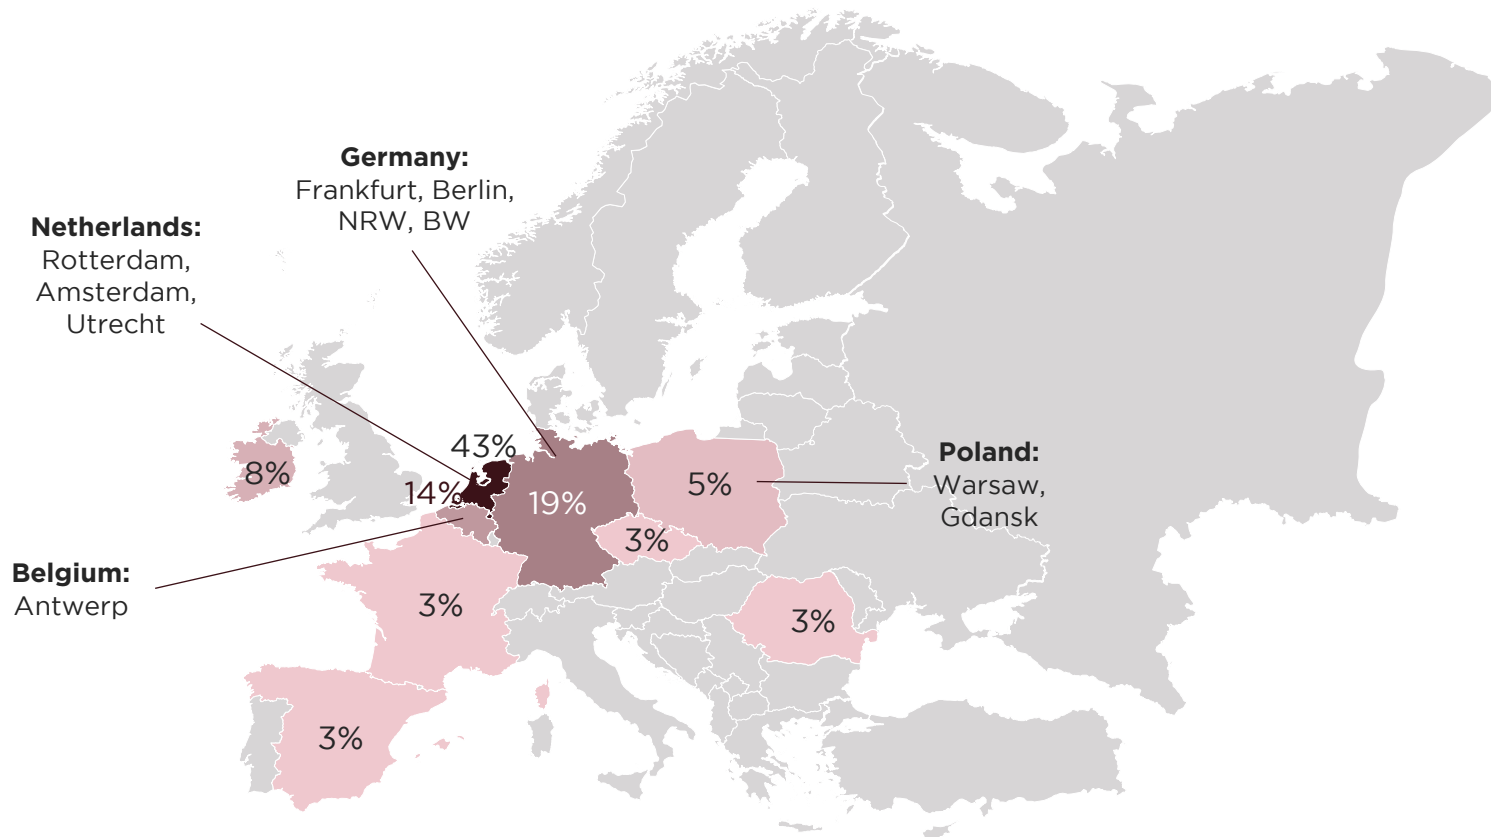 Germany:
Frankfurt, Berlin,
NRW, BW
Netherlands:
Rotterdam,
Amsterdam,
Utrecht
43%
8%
14%
19%
5%
Poland:
Warsaw,
Gdansk
3%
Belgium:
Antwerp
3%
3%
3%